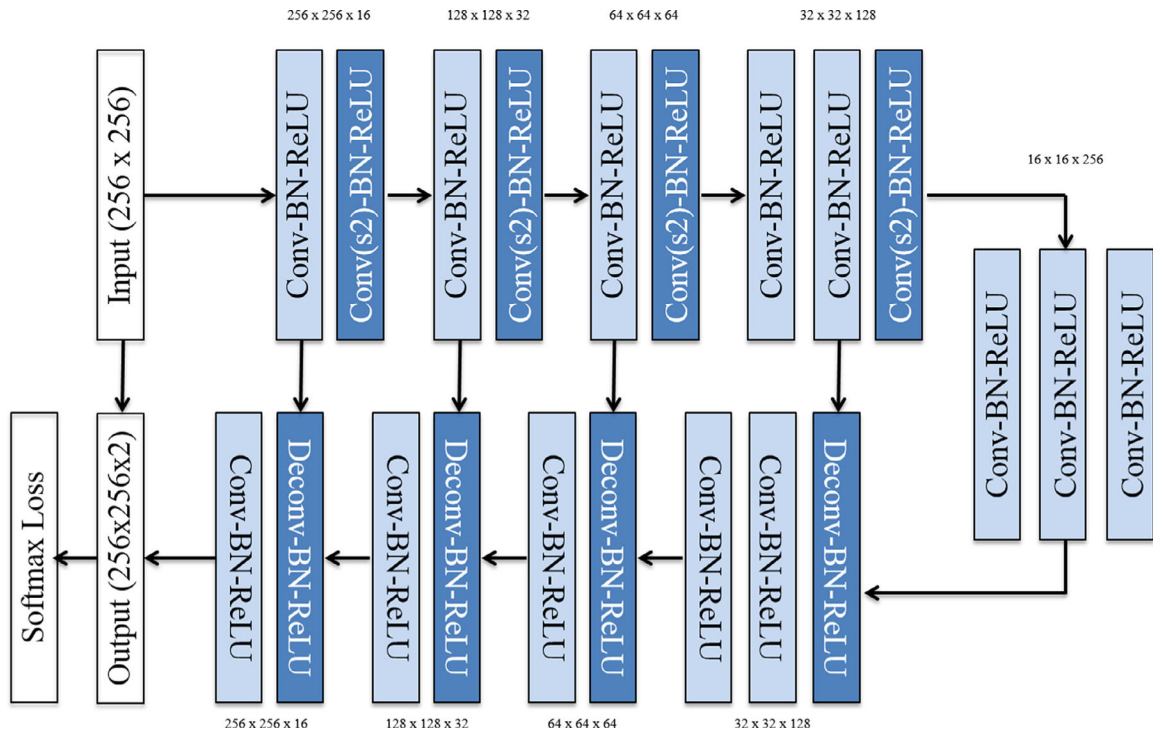 256 x 256 x 16
128 x 128 x 32
64 x 64 x 64
32 x 32 x 128
Input (256 x 256)
Conv-BN-ReLU
Conv(s2)-BN-ReLU
Conv-BN-ReLU
Conv(s2)-BN-ReLU
Conv-BN-ReLU
Conv(s2)-BN-ReLU
Conv-BN-ReLU
Conv-BN-ReLU
Conv(s2)-BN-ReLU
16 x 16 x 256
Conv-BN-ReLU
Conv-BN-ReLU
Conv-BN-ReLU
Softmax Loss
Output (256x256x2)
Conv-BN-ReLU
Deconv-BN-ReLU
Conv-BN-ReLU
Deconv-BN-ReLU
Conv-BN-ReLU
Deconv-BN-ReLU
Conv-BN-ReLU
Conv-BN-ReLU
Deconv-BN-ReLU
256 x 256 x 16
128 x 128 x 32
64 x 64 x 64
32 x 32 x 128